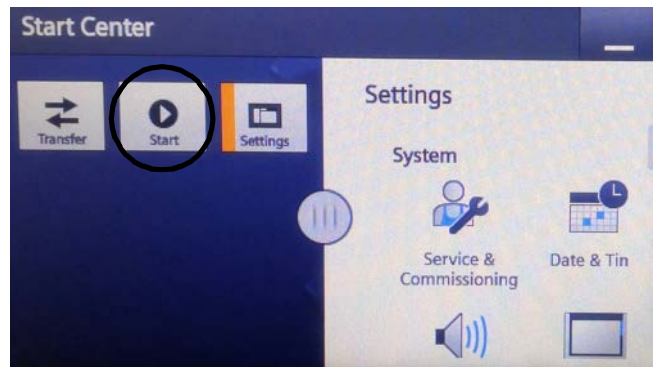 Start Center
Transfer
Start
Settings
Settings
System
Service &
Commissioning
Date & Tin